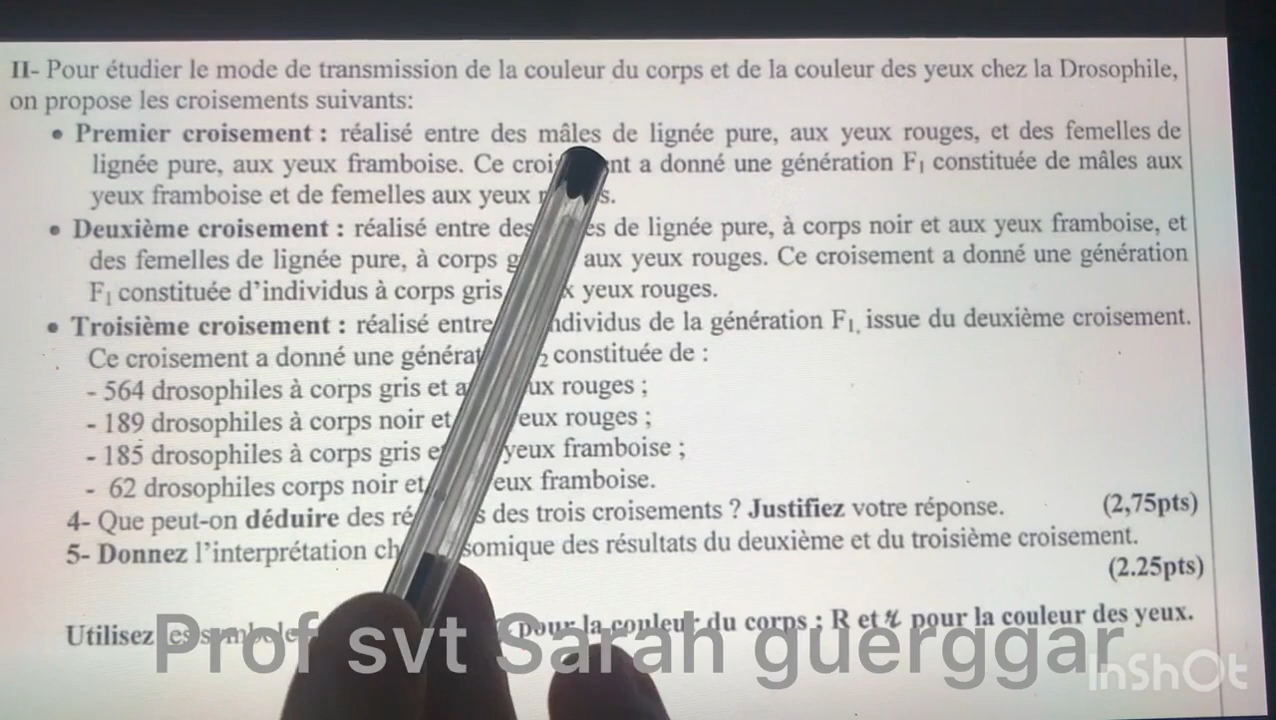 II- Pour étudier le mode de transmission de la couleur du corps et de la couleur des yeux chez la Drosophile,
on propose les croisements suivants:
• Premier croisement : réalisé entre des mâles de lignée pure, aux yeux rouges, et des femelles de
lignée pure, aux yeux framboise. Ce croi nt a donné une génération F₁ constituée de mâles aux
yeux framboise et de femelles aux yeux
• Deuxième croisement : réalisé entre des es de lignée pure, à corps noir et aux yeux framboise, et
des femelles de lignée pure, à corps g aux yeux rouges. Ce croisement a donné une génération
F₁ constituée d'individus à corps gris x yeux rouges.
• Troisième croisement : réalisé entre ndividus de la génération F₁, issue du deuxième croisement.
Ce croisement a donné une générat ₂ constituée de :
- 564 drosophiles à corps gris et a ux rouges ;
- 189 drosophiles à corps noir et eux rouges ;
- 185 drosophiles à corps gris e yeux framboise ;
- 62 drosophiles corps noir et eux framboise.
4- Que peut-on déduire des ré s des trois croisements ? Justifiez votre réponse. (2,75pts)
5- Donnez l'interprétation ch somique des résultats du deuxième et du troisième croisement.
(2.25pts)
Utilisez les symbole pour la couleur du corps ; R et r pour la couleur des yeux.
Prof svt Sarah guerggar
InShOt